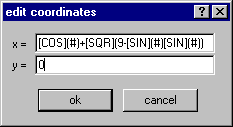 edit coordinates
x = [COS](#)+[SQR](9-[SIN](#)[SIN](#))
y = 0
ok cancel